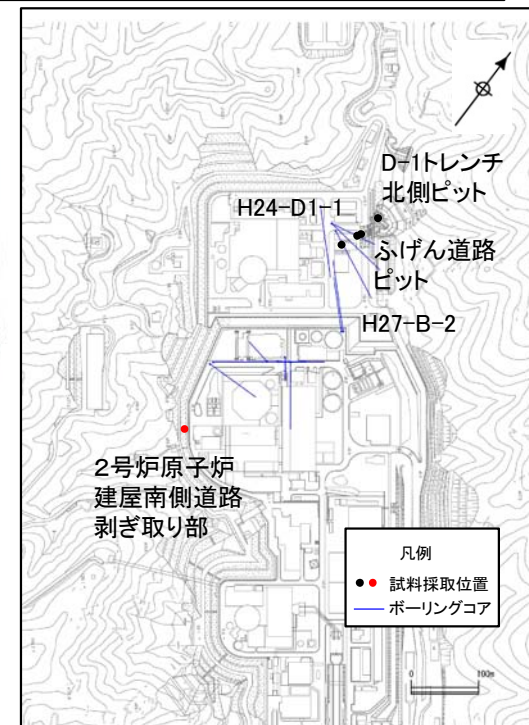 D-1トレンチ
北側ピット
H24-D1-1
ふげん道路
ピット
H27-B-2
2号炉原子炉
建屋南側道路
剥ぎ取り部
凡例
試料採取位置
ボーリングコア
0 100m